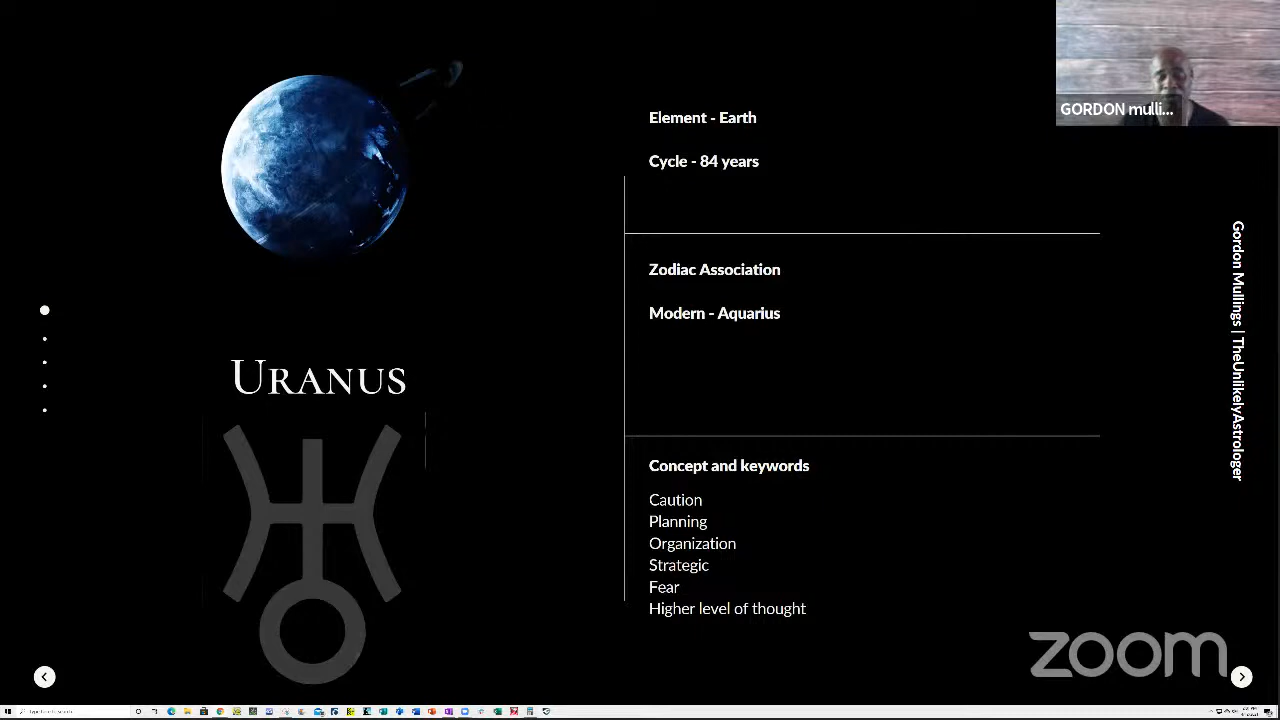 GORDON mulli...
Element - Earth
Cycle - 84 years
Zodiac Association
Modern - Aquarius
URANUS
Concept and keywords
Caution
Planning
Organization
Strategic
Fear
Higher level of thought
Gordon Mullings | TheUnlikelyAstrologer
zoom